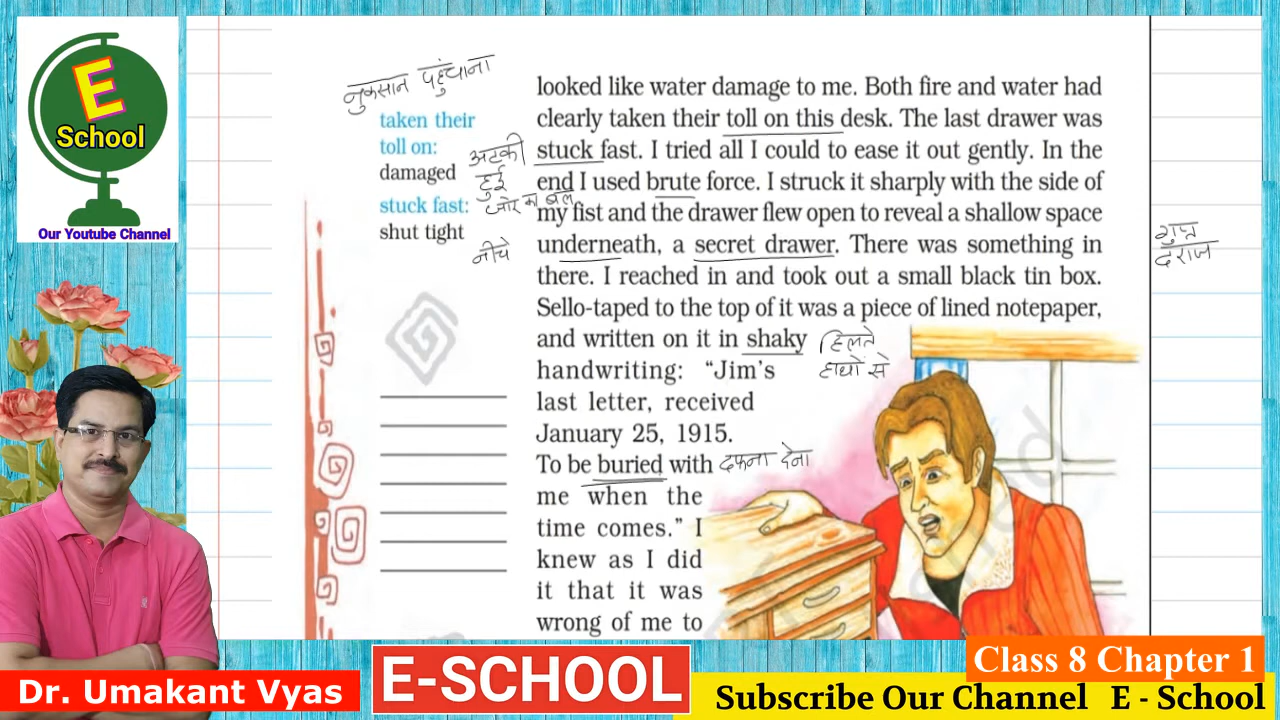 E
School
Our Youtube Channel
नुकसान पहुंचाना
taken their
toll on:
damaged
stuck fast:
shut tight
अटकी
हुई
जोर का बल
नीचे
looked like water damage to me. Both fire and water had
clearly taken their toll on this desk. The last drawer was
stuck fast. I tried all I could to ease it out gently. In the
end I used brute force. I struck it sharply with the side of
my fist and the drawer flew open to reveal a shallow space
underneath, a secret drawer. There was something in
there. I reached in and took out a small black tin box.
Sello-taped to the top of it was a piece of lined notepaper,
and written on it in shaky
handwriting: “Jim’s
last letter, received
January 25, 1915.
To be buried with
me when the
time comes.” I
knew as I did
it that it was
wrong of me to
हिलते
हाथों से
दफना देना
गुप्त
दराज
Dr. Umakant Vyas
E-SCHOOL
Class 8 Chapter 1
Subscribe Our Channel E - School